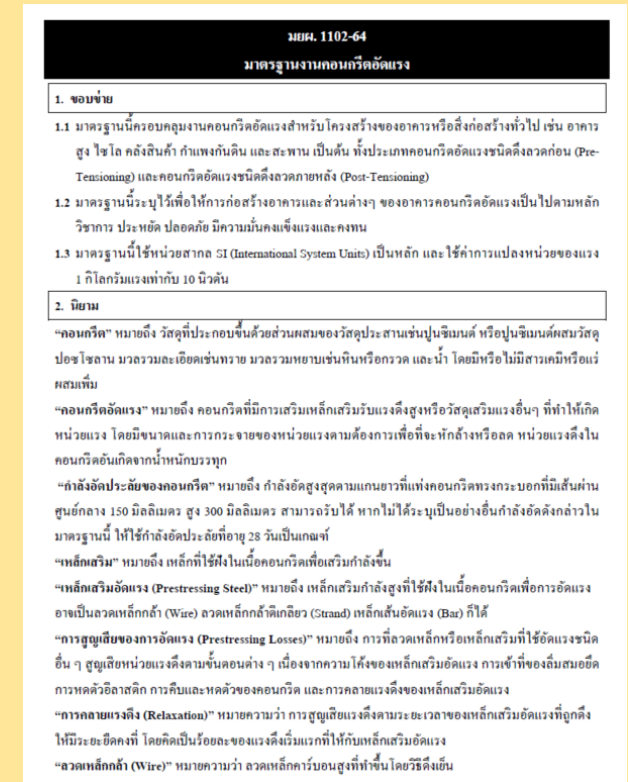 มยผ. 1102-64
มาตรฐานงานคอนกรีตอัดแรง
1. ขอบข่าย
1.1 มาตรฐานนี้ครอบคลุมงานคอนกรีตอัดแรงสำหรับโครงสร้างของอาคารหรือสิ่งก่อสร้างทั่วไป เช่น อาคาร
สูง ไซโล คลังสินค้า กำแพงกันดิน และสะพาน เป็นต้น ทั้งประเภทคอนกรีตอัดแรงชนิดดึงลวดก่อน (Pre-
Tensioning) และคอนกรีตอัดแรงชนิดดึงลวดภายหลัง (Post-Tensioning)
1.2 มาตรฐานนี้ระบุไว้เพื่อให้การก่อสร้างอาคารและส่วนต่างๆ ของอาคารคอนกรีตอัดแรงเป็นไปตามหลัก
วิชาการ ประหยัด ปลอดภัย มีความมั่นคงแข็งแรงและคงทน
1.3 มาตรฐานนี้ใช้หน่วยสากล SI (International System Units) เป็นหลัก และใช้ค่าการแปลงหน่วยของแรง
1 กิโลกรัมแรงเท่ากับ 10 นิวตัน
2. นิยาม
“คอนกรีต” หมายถึง วัสดุที่ประกอบขึ้นด้วยส่วนผสมของวัสดุประสานเช่นปูนซีเมนต์ หรือปูนซีเมนต์ผสมวัสดุ
ปอซโซลาน มวลรวมละเอียดเช่นทราย มวลรวมหยาบเช่นหินหรือกรวด และน้ำ โดยมีหรือไม่มีสารเคมีหรือแร่
ผสมเพิ่ม
“คอนกรีตอัดแรง” หมายถึง คอนกรีตที่มีการเสริมเหล็กเสริมรับแรงดึงสูงหรือวัสดุเสริมแรงอื่นๆ ที่ทำให้เกิด
หน่วยแรง โดยมีขนาดและการกระจายของหน่วยแรงตามต้องการเพื่อที่จะหักล้างหรือลด หน่วยแรงดึงใน
คอนกรีตอันเกิดจากน้ำหนักบรรทุก
“กำลังอัดประลัยของคอนกรีต” หมายถึง กำลังอัดสูงสุดตามแกนยาวที่แท่งคอนกรีตทรงกระบอกที่มีเส้นผ่าน
ศูนย์กลาง 150 มิลลิเมตร สูง 300 มิลลิเมตร สามารถรับได้ หากไม่ได้ระบุเป็นอย่างอื่นกำลังอัดดังกล่าวใน
มาตรฐานนี้ ให้ใช้กำลังอัดประลัยที่อายุ 28 วันเป็นเกณฑ์
“เหล็กเสริม” หมายถึง เหล็กที่ใช้ฝังในเนื้อคอนกรีตเพื่อเสริมกำลังขึ้น
“เหล็กเสริมอัดแรง (Prestressing Steel)” หมายถึง เหล็กเสริมกำลังสูงที่ใช้ฝังในเนื้อคอนกรีตเพื่อการอัดแรง
อาจเป็นลวดเหล็กกล้า (Wire) ลวดเหล็กกล้าตีเกลียว (Strand) เหล็กเส้นอัดแรง (Bar) ก็ได้
“การสูญเสียของการอัดแรง (Prestressing Losses)” หมายถึง การที่ลวดเหล็กหรือเหล็กเสริมที่ใช้อัดแรงชนิด
อื่น ๆ สูญเสียหน่วยแรงดึงตามขั้นตอนต่าง ๆ เนื่องจากความโค้งของเหล็กเสริมอัดแรง การเข้าที่ของลิ่มสมอยึด
การหดตัวอิลาสติก การคืบและหดตัวของคอนกรีต และการคลายแรงดึงของเหล็กเสริมอัดแรง
“การคลายแรงดึง (Relaxation)” หมายความว่า การสูญเสียแรงดึงตามระยะเวลาของเหล็กเสริมอัดแรงที่ถูกดึง
ให้มีระยะยืดคงที่ โดยคิดเป็นร้อยละของแรงดึงเริ่มแรกที่ให้กับเหล็กเสริมอัดแรง
“ลวดเหล็กกล้า (Wire)” หมายความว่า ลวดเหล็กคาร์บอนสูงที่ทำขึ้นโดยวิธีดึงเย็น